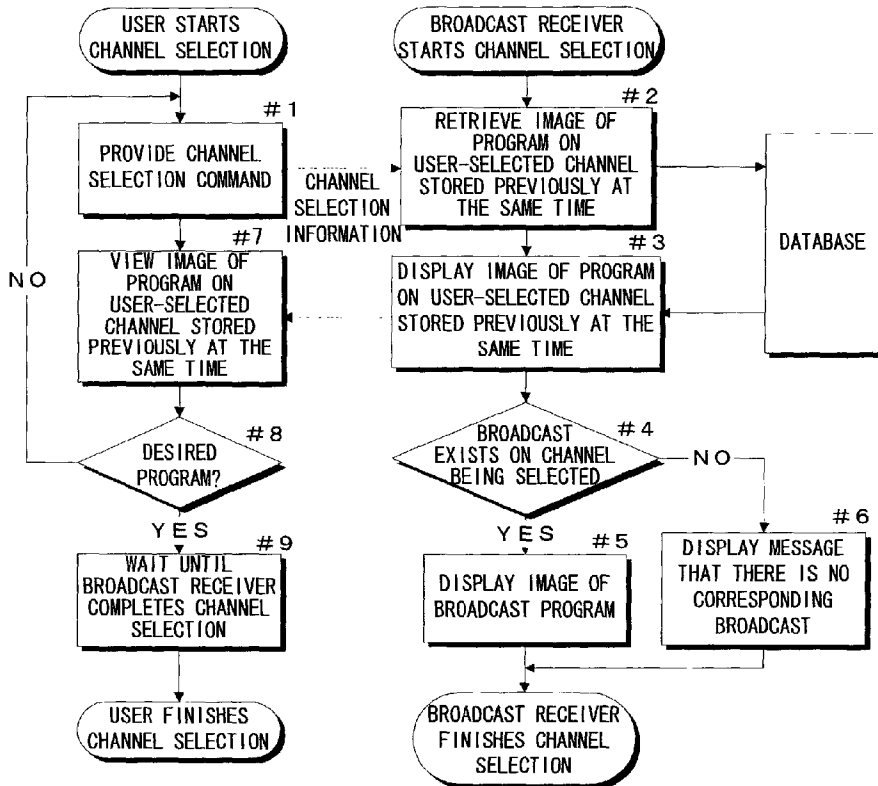 USER STARTS
CHANNEL SELECTION
BROADCAST RECEIVER
STARTS CHANNEL SELECTION
#1
PROVIDE CHANNEL
SELECTION COMMAND
CHANNEL
SELECTION
INFORMATION
#2
RETRIEVE IMAGE OF
PROGRAM ON
USER-SELECTED CHANNEL
STORED PREVIOUSLY AT
THE SAME TIME
DATABASE
#7
VIEW IMAGE OF
PROGRAM ON
USER-SELECTED
CHANNEL STORED
PREVIOUSLY AT THE
SAME TIME
NO
#3
DISPLAY IMAGE OF PROGRAM
ON USER-SELECTED CHANNEL
STORED PREVIOUSLY AT THE
SAME TIME
#8
DESIRED
PROGRAM?
YES
#4
BROADCAST
EXISTS ON CHANNEL
BEING SELECTED
NO
YES
#9
WAIT UNTIL
BROADCAST RECEIVER
COMPLETES CHANNEL
SELECTION
#5
DISPLAY IMAGE OF
BROADCAST PROGRAM
#6
DISPLAY MESSAGE
THAT THERE IS NO
CORRESPONDING
BROADCAST
USER FINISHES
CHANNEL SELECTION
BROADCAST RECEIVER
FINISHES CHANNEL
SELECTION